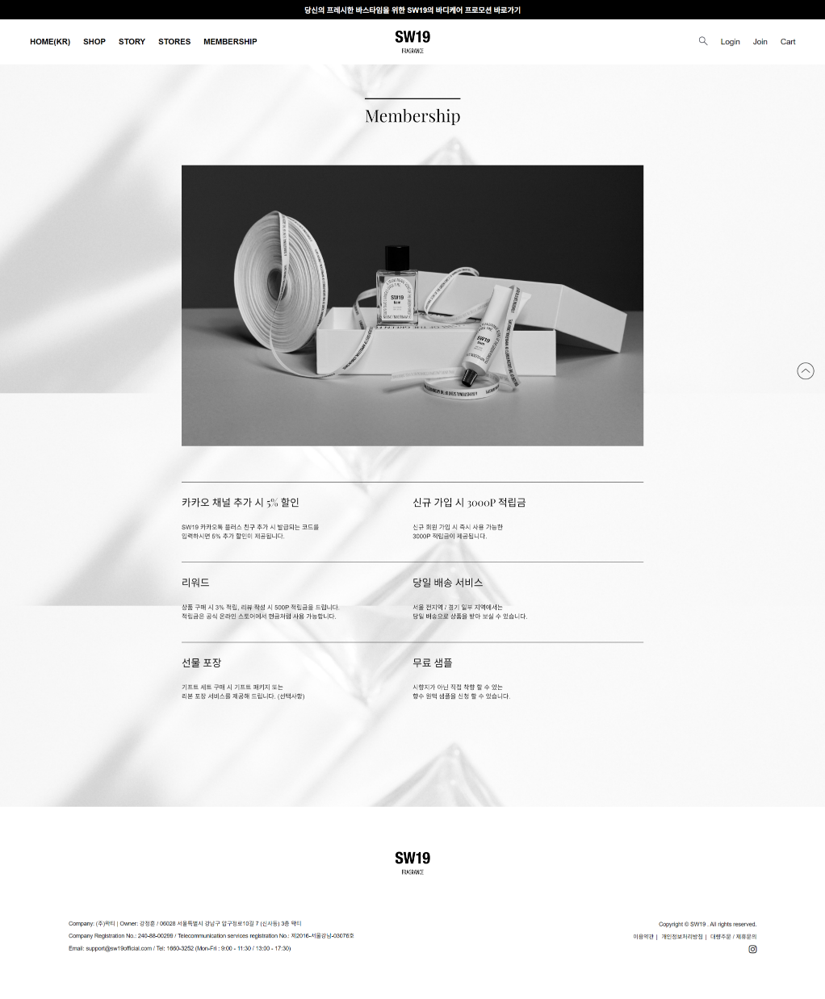 당신의 프레시한 바스타임을 위한 SW19의 바디케어 프로모션 바로가기
HOME(KR) SHOP STORY STORES MEMBERSHIP
SW19
FRAGRANCE
Login Join Cart
Membership
SW19
6am
SW19
카카오 채널 추가 시 5% 할인
SW19 카카오톡 플러스 친구 추가 시 발급되는 코드를
입력하시면 5% 추가 할인이 제공됩니다.
신규 가입 시 3000P 적립금
신규 회원 가입 시 즉시 사용 가능한
3000P 적립금이 제공됩니다.
리워드
상품 구매 시 3% 적립, 리뷰 작성 시 500P 적립금을 드립니다.
적립금은 공식 온라인 스토어에서 현금처럼 사용 가능합니다.
당일 배송 서비스
서울 전지역 / 경기 일부 지역에서는
당일 배송으로 상품을 받아 보실 수 있습니다.
선물 포장
기프트 세트 구매 시 기프트 패키지 또는
리본 포장 서비스를 제공해 드립니다. (선택사항)
무료 샘플
시향지가 아닌 직접 착향 할 수 있는
향수 원액 샘플을 신청 할 수 있습니다.
SW19
FRAGRANCE
Company: (주)왁티 | Owner: 강정훈 / 06028 서울특별시 강남구 압구정로10길 7 (신사동) 3층 왁티
Company Registration No.: 240-88-00299 / Telecommunication services registration No.: 제2016-서울강남-03076호
Email: support@sw19official.com / Tel: 1660-3252 (Mon-Fri : 9:00 - 11:30 / 13:00 - 17:30)
Copyright © SW19 . All rights reserved.
이용약관 | 개인정보처리방침 | 대량주문 / 제휴문의